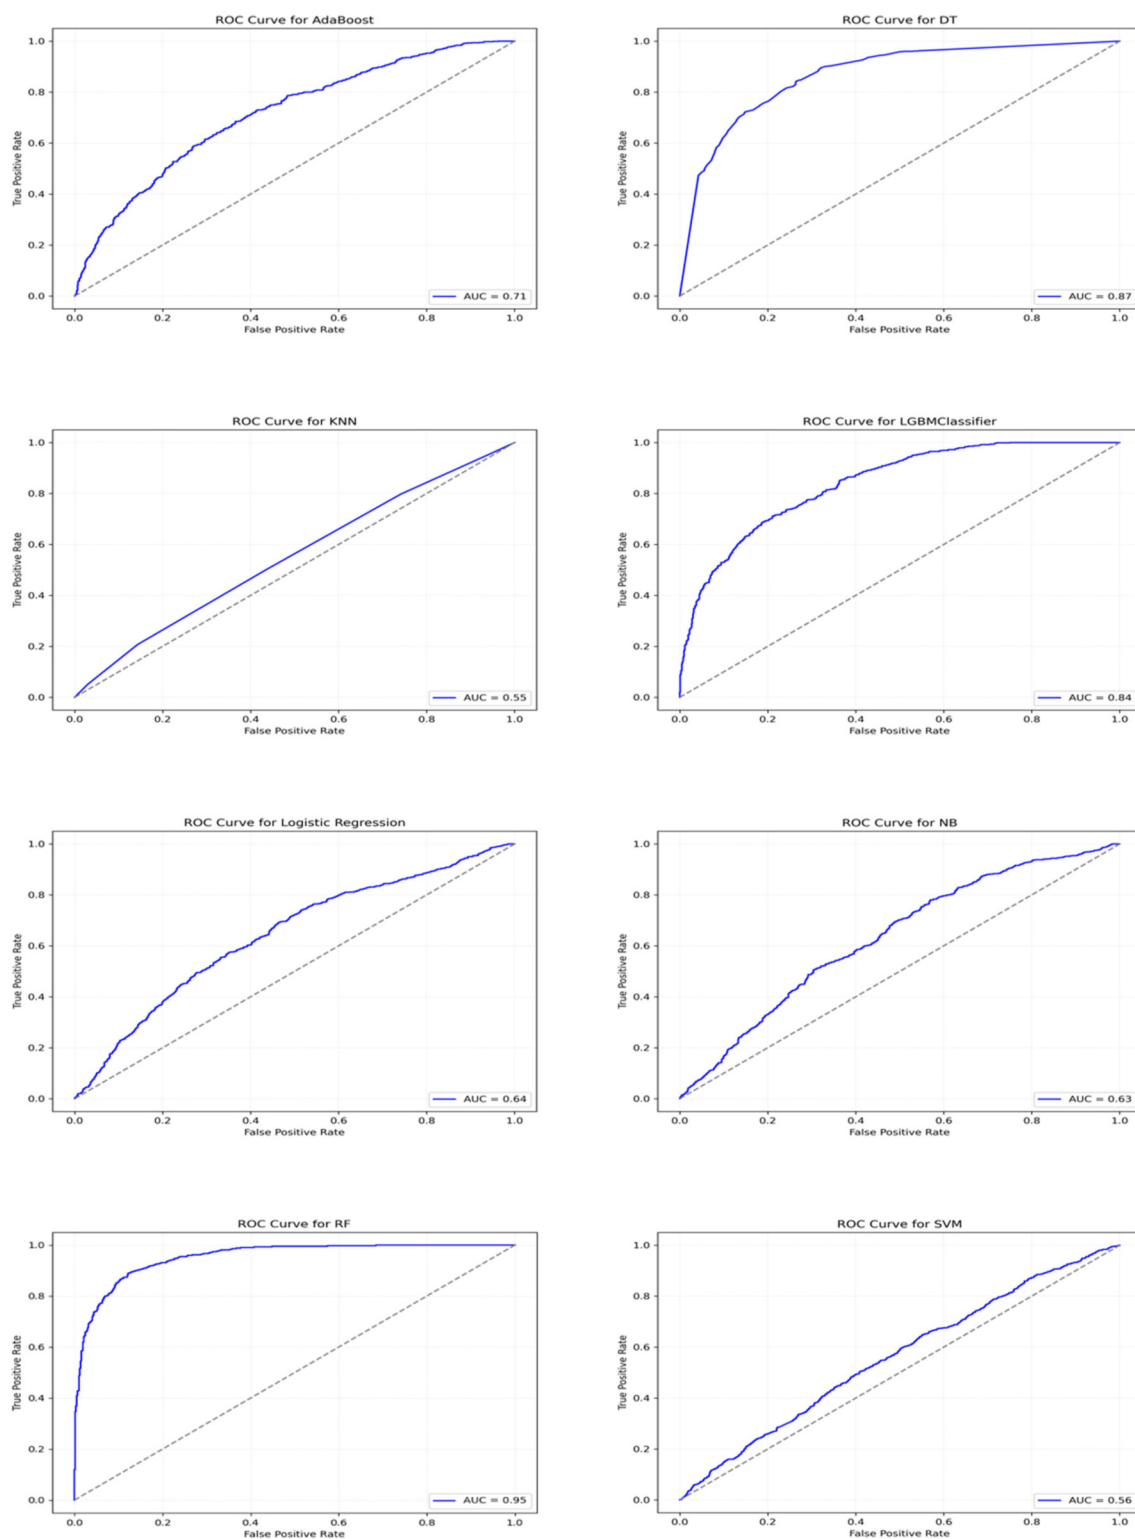 ROC Curve for AdaBoost
1.0
0.8
0.6
0.4
0.2
0.0
True Positive Rate
AUC = 0.71
0.0 0.2 0.4 0.6 0.8 1.0
False Positive Rate
ROC Curve for DT
1.0
0.8
0.6
0.4
0.2
0.0
True Positive Rate
AUC = 0.87
0.0 0.2 0.4 0.6 0.8 1.0
False Positive Rate
ROC Curve for KNN
1.0
0.8
0.6
0.4
0.2
0.0
True Positive Rate
AUC = 0.55
0.0 0.2 0.4 0.6 0.8 1.0
False Positive Rate
ROC Curve for LGBMClassifier
1.0
0.8
0.6
0.4
0.2
0.0
True Positive Rate
AUC = 0.84
0.0 0.2 0.4 0.6 0.8 1.0
False Positive Rate
ROC Curve for Logistic Regression
1.0
0.8
0.6
0.4
0.2
0.0
True Positive Rate
AUC = 0.64
0.0 0.2 0.4 0.6 0.8 1.0
False Positive Rate
ROC Curve for NB
1.0
0.8
0.6
0.4
0.2
0.0
True Positive Rate
AUC = 0.63
0.0 0.2 0.4 0.6 0.8 1.0
False Positive Rate
ROC Curve for RF
1.0
0.8
0.6
0.4
0.2
0.0
True Positive Rate
AUC = 0.95
0.0 0.2 0.4 0.6 0.8 1.0
False Positive Rate
ROC Curve for SVM
1.0
0.8
0.6
0.4
0.2
0.0
True Positive Rate
AUC = 0.56
0.0 0.2 0.4 0.6 0.8 1.0
False Positive Rate